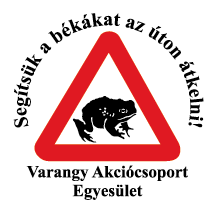 Segítsük a békákat az úton átkelni!
Varangy Akciócsoport
Egyesület